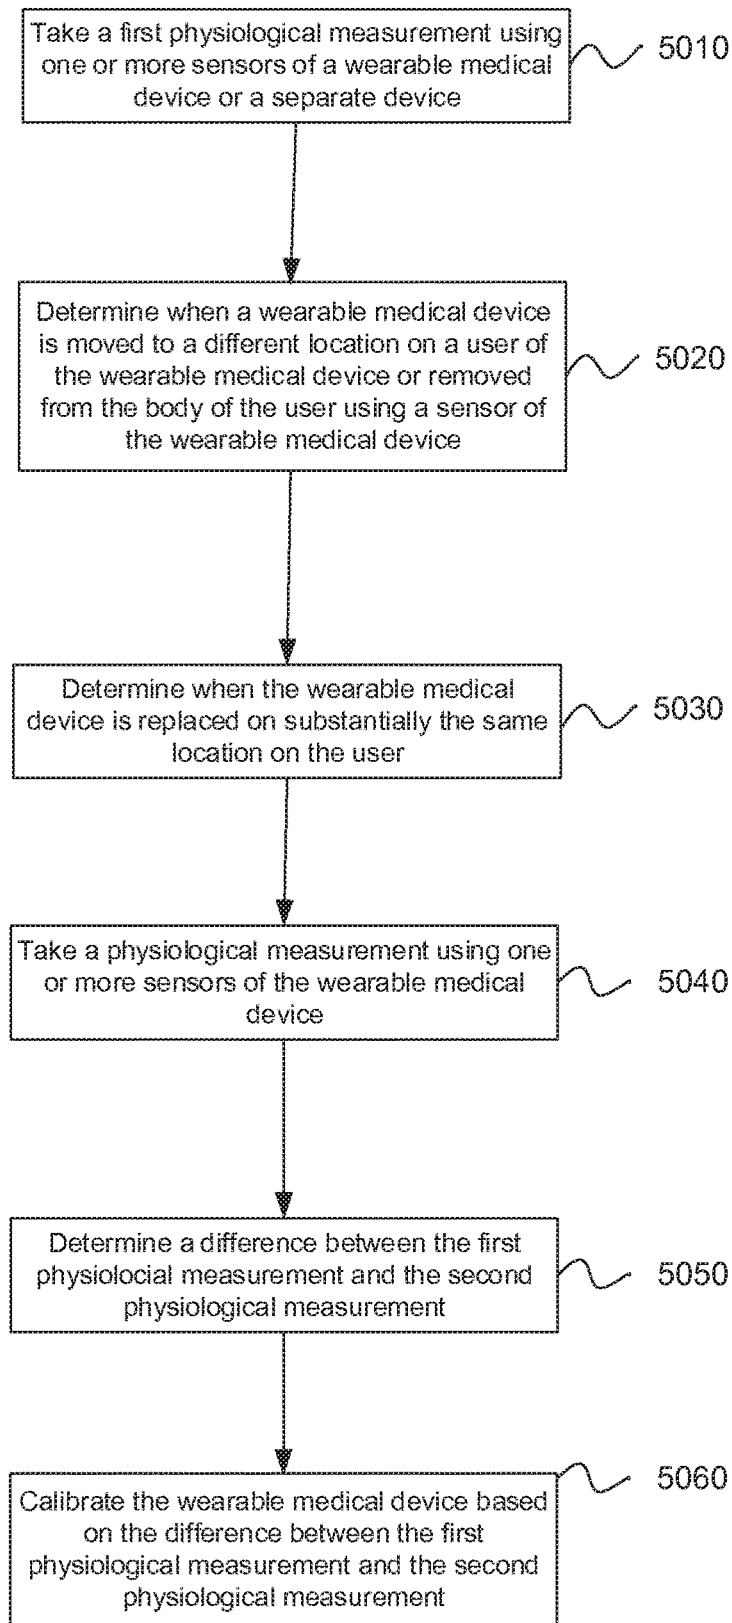 Take a first physiological measurement using
one or more sensors of a wearable medical
device or a separate device
5010
Determine when a wearable medical device
is moved to a different location on a user of
the wearable medical device or removed
from the body of the user using a sensor of
the wearable medical device
5020
Determine when the wearable medical
device is replaced on substantially the same
location on the user
5030
Take a physiological measurement using one
or more sensors of the wearable medical
device
5040
Determine a difference between the first
physiolocial measurement and the second
physiological measurement
5050
Calibrate the wearable medical device based
on the difference between the first
physiological measurement and the second
physiological measurement
5060